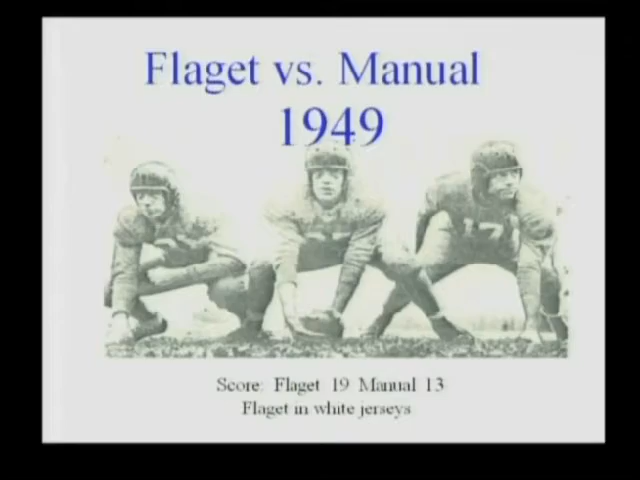 Flaget vs. Manual
1949
Score: Flaget 19 Manual 13
Flaget in white jerseys